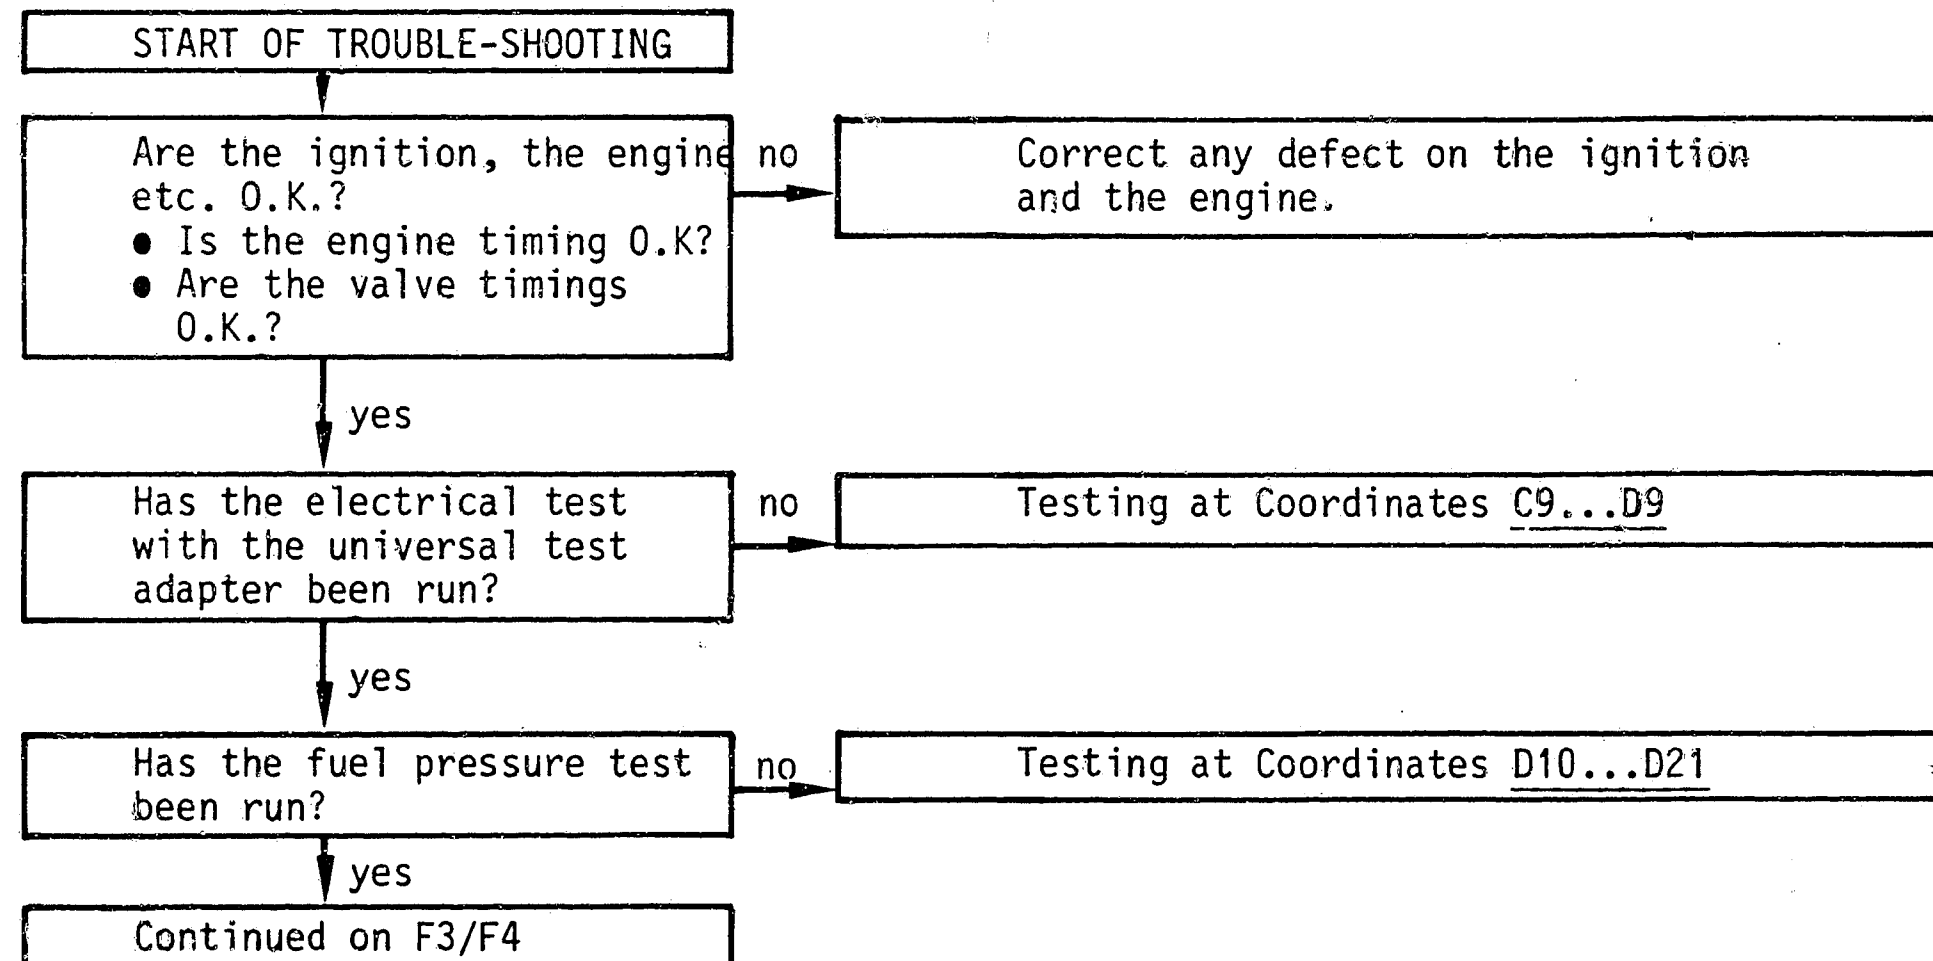 START OF TROUBLE-SHOOTING
Are the ignition, the engine
etc. O.K.?
● Is the engine timing O.K?
● Are the valve timings
O.K.?
no
Correct any defect on the ignition
and the engine.
yes
Has the electrical test
with the universal test
adapter been run?
no
Testing at Coordinates C9...D9
yes
Has the fuel pressure test
been run?
no
Testing at Coordinates D10...D21
yes
Continued on F3/F4